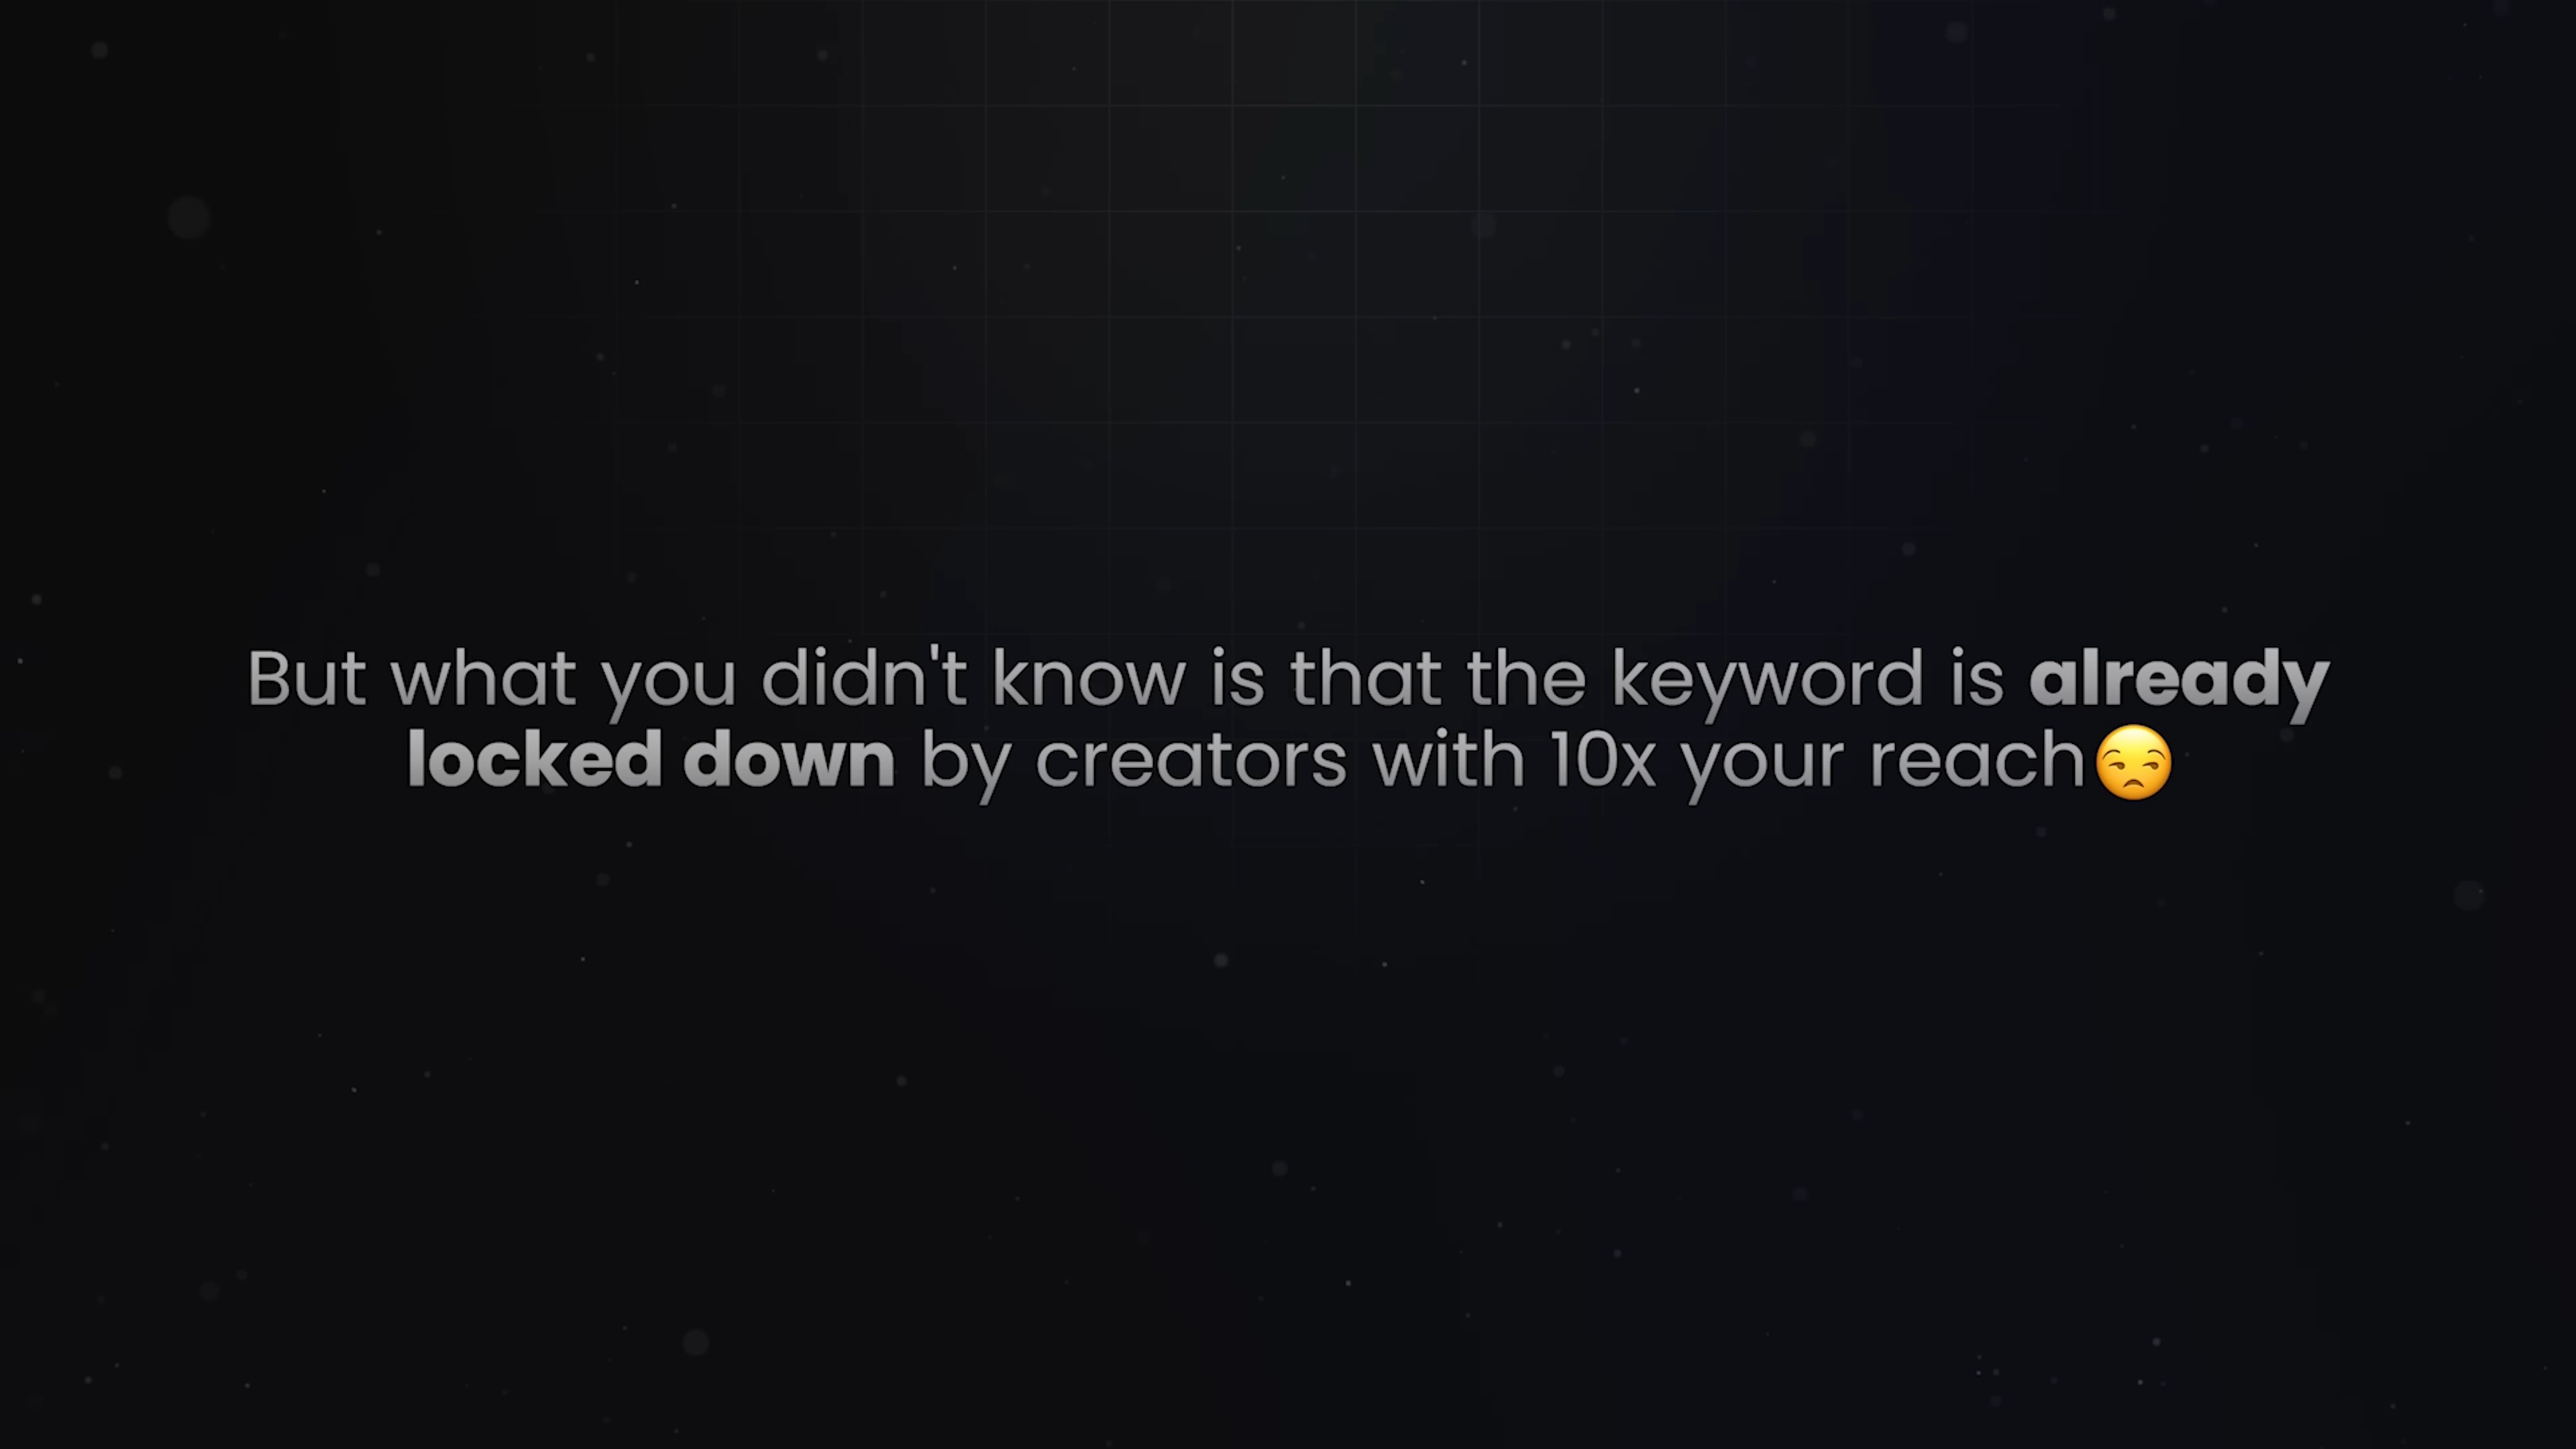 But what you didn't know is that the keyword is already
locked down by creators with 10x your reach😒